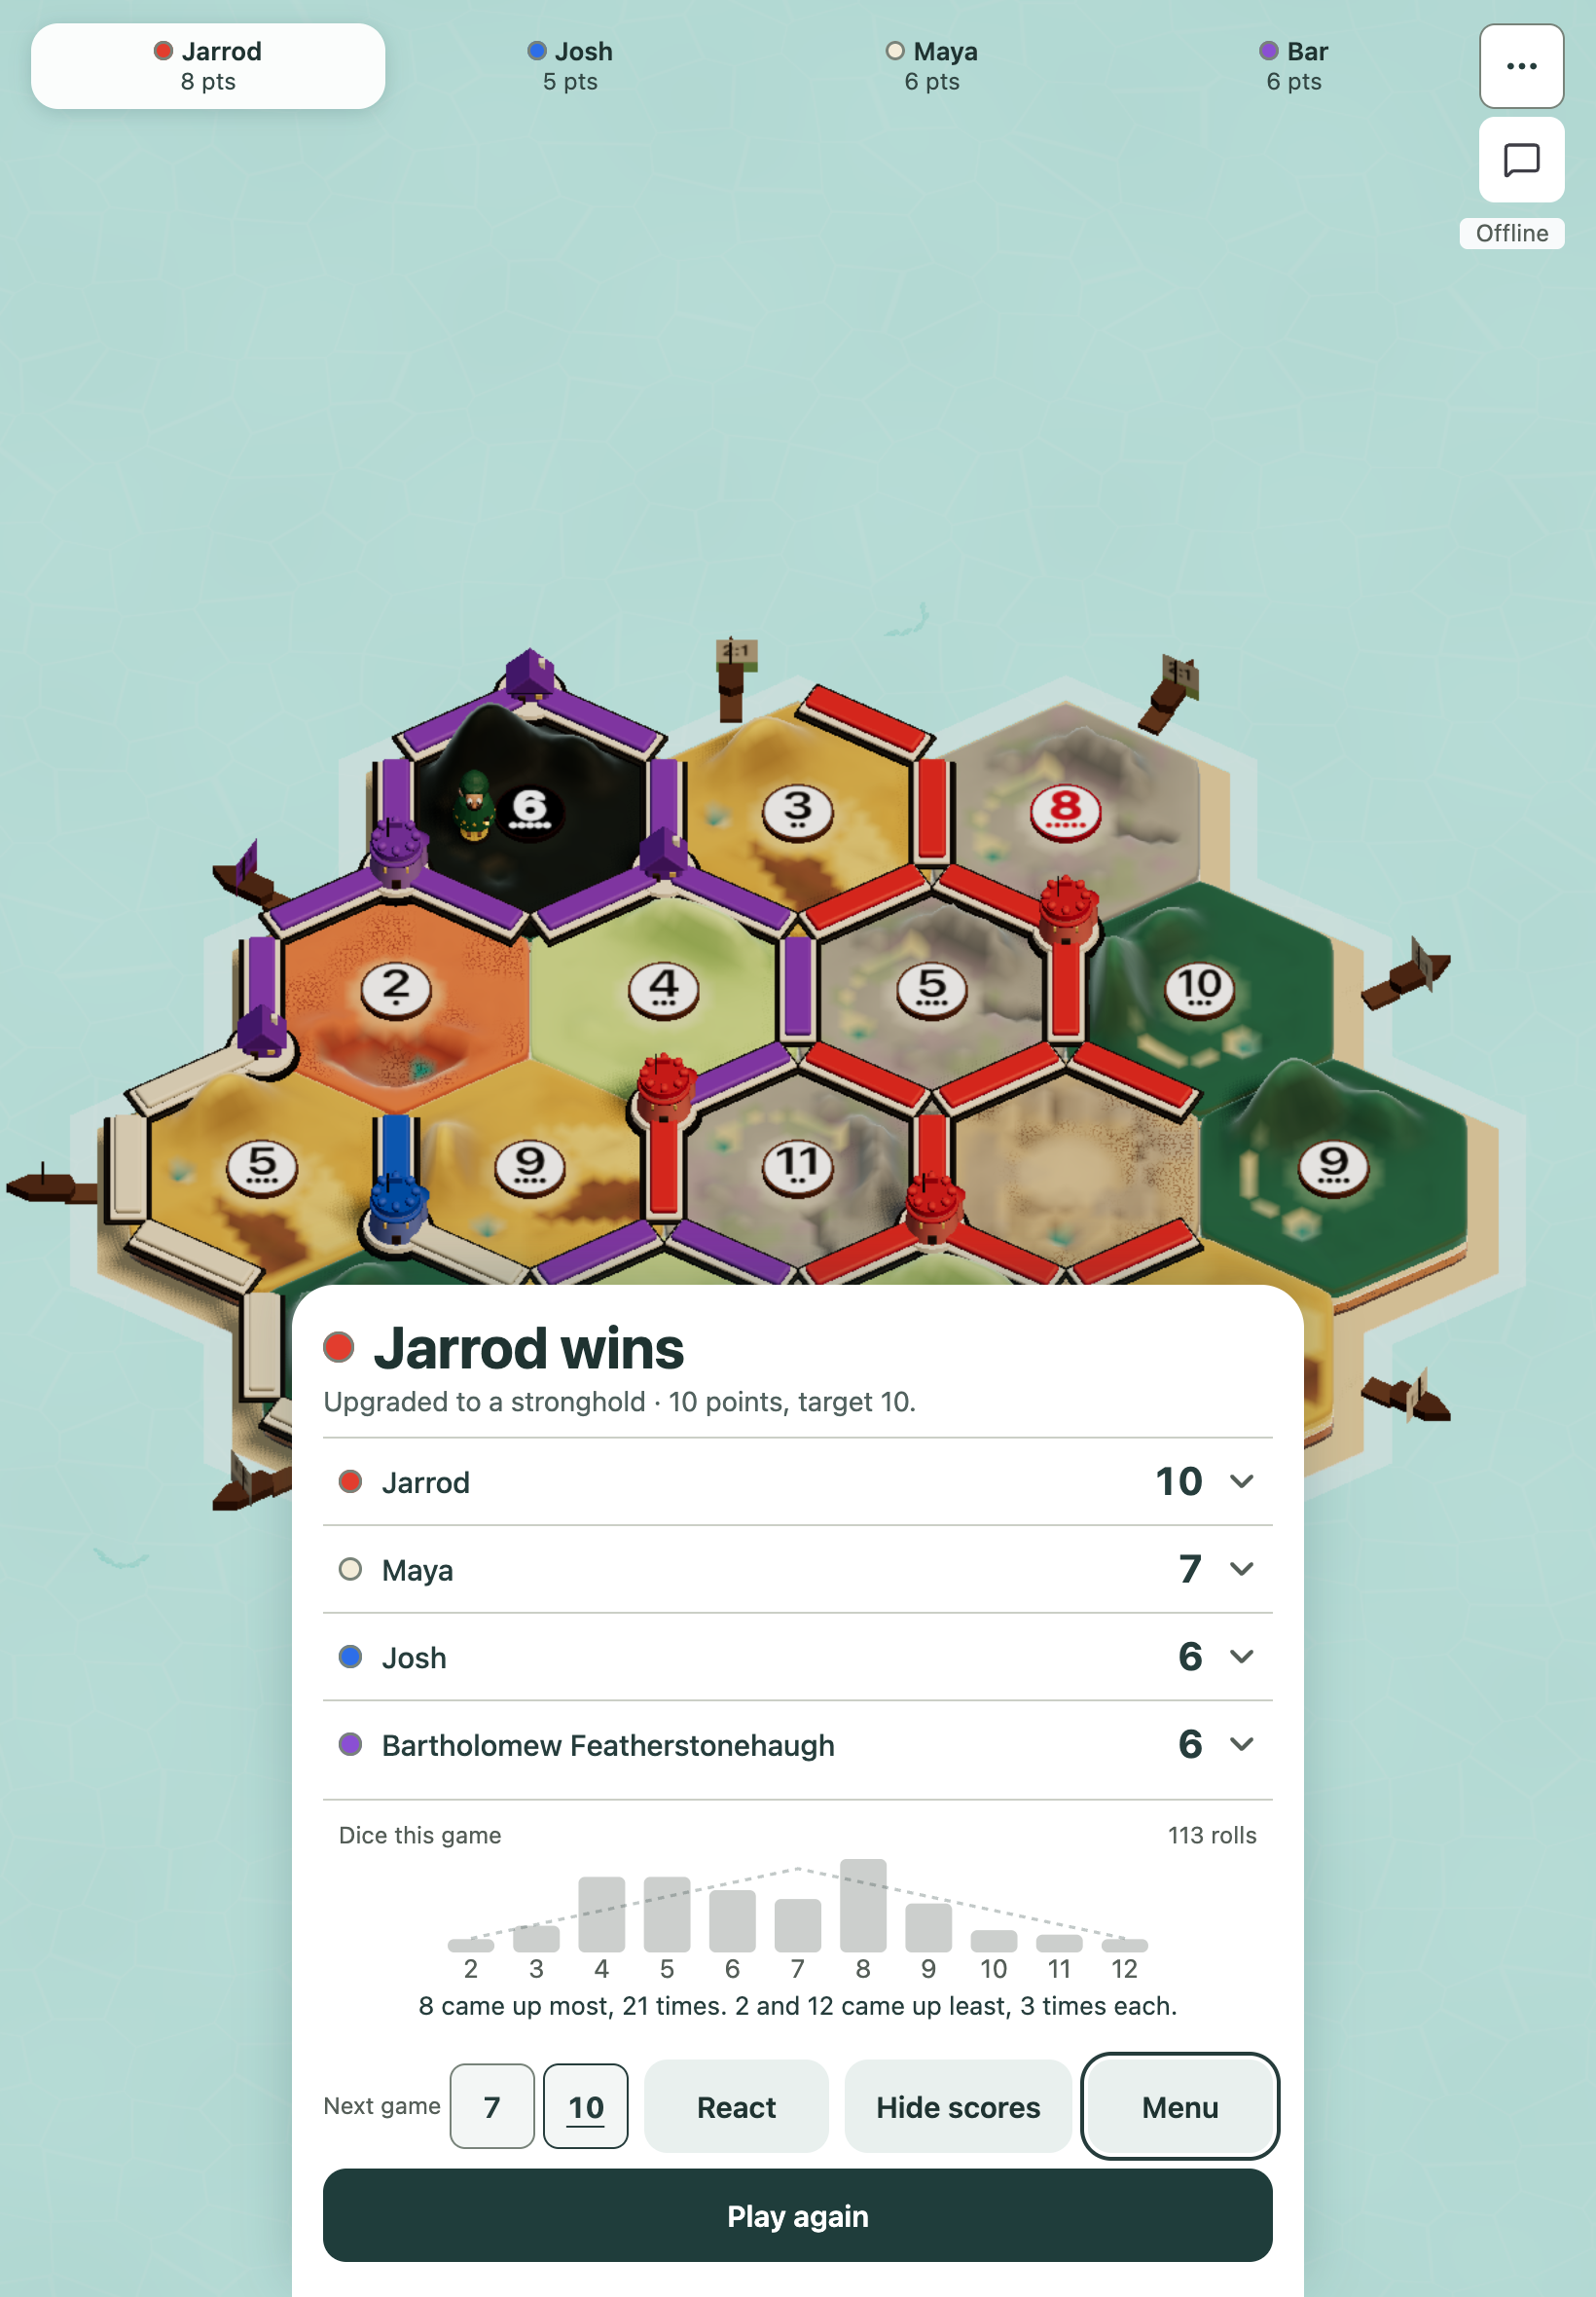 Jarrod
8 pts
Josh
5 pts
Maya
6 pts
Bar
6 pts
Offline
2:1
2:1
6
3
8
2
4
5
10
5
9
11
9
Jarrod wins
Upgraded to a stronghold · 10 points, target 10.
Jarrod 10
Maya 7
Josh 6
Bartholomew Featherstonehaugh 6
Dice this game 113 rolls
2 3 4 5 6 7 8 9 10 11 12
8 came up most, 21 times. 2 and 12 came up least, 3 times each.
Next game 7 10 React Hide scores Menu
Play again